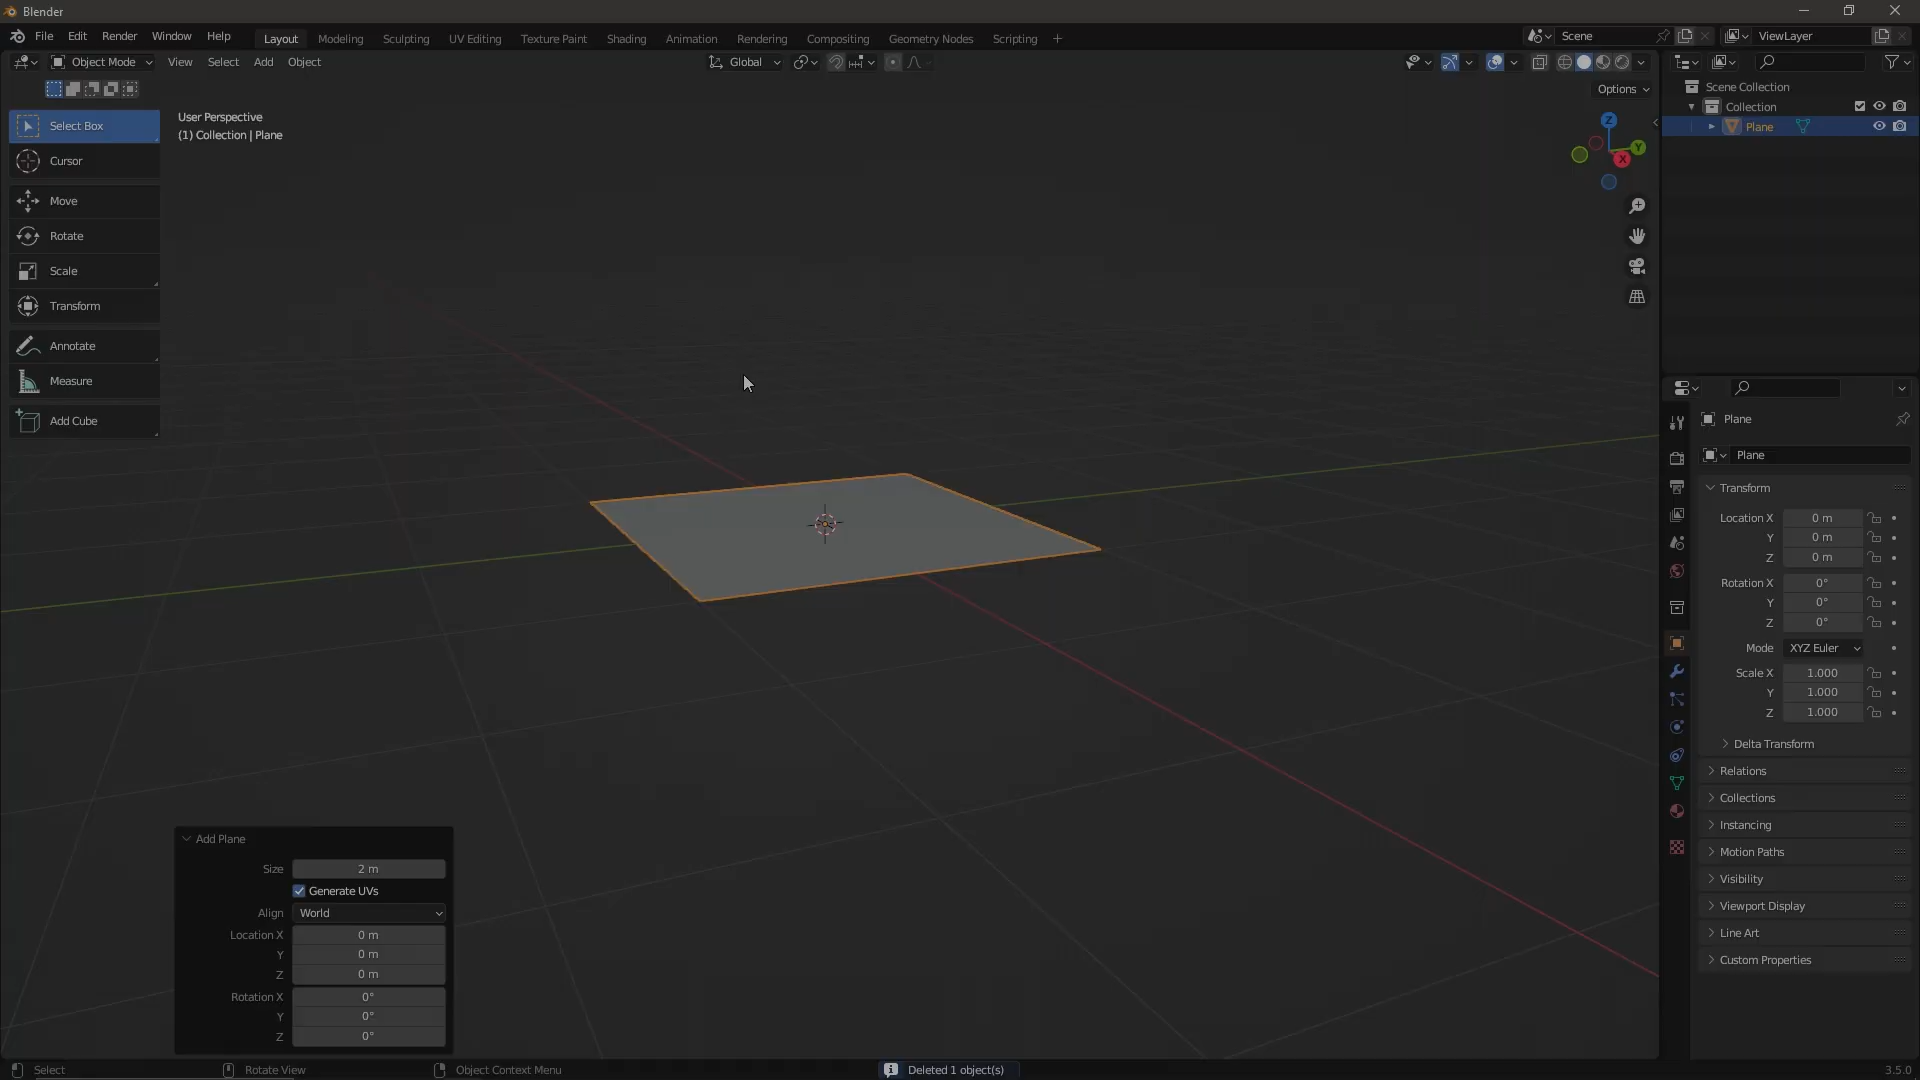 Blender
File Edit Render Window Help Layout Modeling Sculpting UV Editing Texture Paint Shading Animation Rendering Compositing Geometry Nodes Scripting + Scene ViewLayer
Object Mode View Select Add Object Global
Options
User Perspective
(1) Collection | Plane
Select Box
Cursor
Move
Rotate
Scale
Transform
Annotate
Measure
Add Cube
Z
Y
X
Scene Collection
Collection
Plane
Plane
Plane
Transform
Location X 0 m
Y 0 m
Z 0 m
Rotation X 0°
Y 0°
Z 0°
Mode XYZ Euler
Scale X 1.000
Y 1.000
Z 1.000
Delta Transform
Relations
Collections
Instancing
Motion Paths
Visibility
Viewport Display
Line Art
Custom Properties
Add Plane
Size 2 m
Generate UVs
Align World
Location X 0 m
Y 0 m
Z 0 m
Rotation X 0°
Y 0°
Z 0°
Select Rotate View Object Context Menu Deleted 1 object(s) 3.5.0